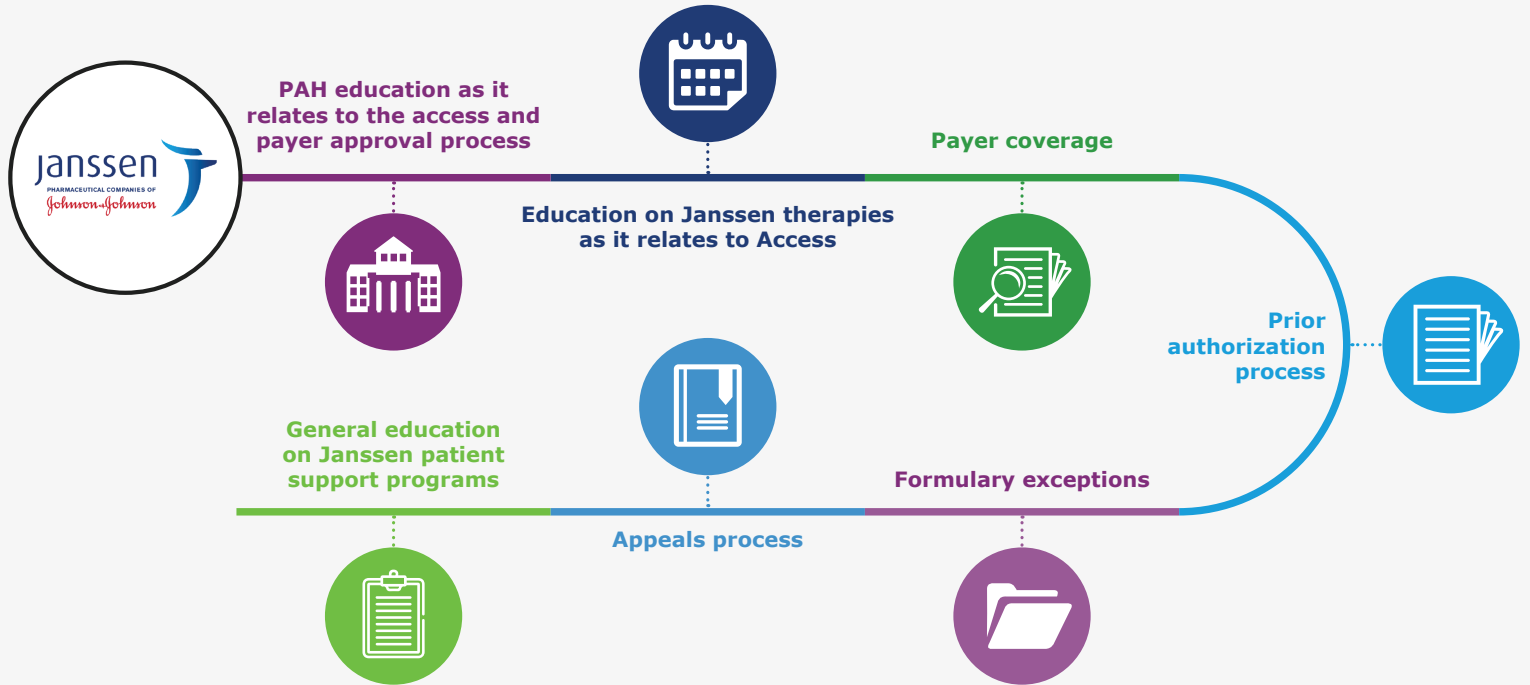 Janssen
PHARMACEUTICAL COMPANIES OF
Johnson & Johnson
PAH education as it
relates to the access and
payer approval process
Education on Janssen therapies
as it relates to Access
Payer coverage
Prior
authorization
process
Formulary exceptions
Appeals process
General education
on Janssen patient
support programs